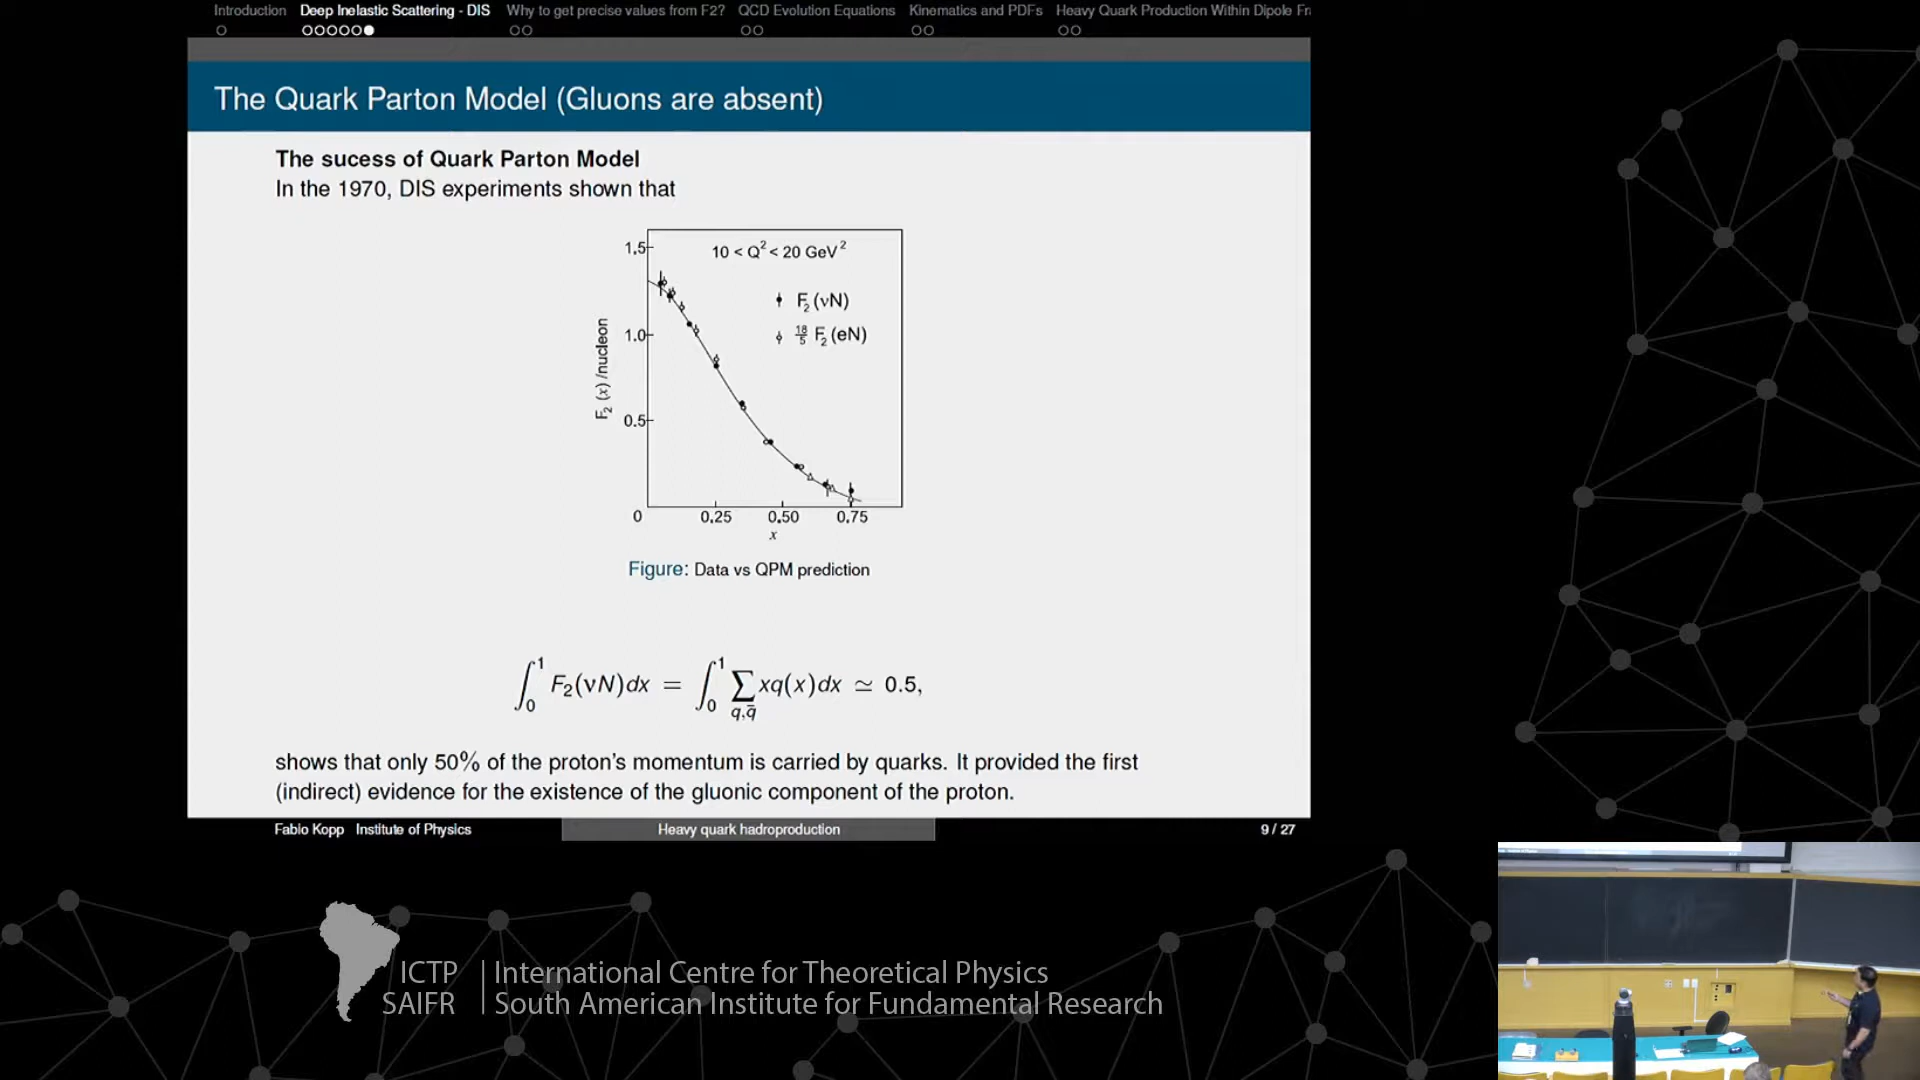 Introduction Deep Inelastic Scattering - DIS Why to get precise values from F2? QCD Evolution Equations Kinematics and PDFs Heavy Quark Production Within Dipole Fr
The Quark Parton Model (Gluons are absent)
The sucess of Quark Parton Model
In the 1970, DIS experiments shown that
10 < Q² < 20 GeV²
F₂ (νN)
18/5 F₂ (eN)
F₂ (x) /nucleon
1.5
1.0
0.5
0 0.25 0.50 0.75
x
Figure: Data vs QPM prediction
∫₀¹ F₂(νN)dx = ∫₀¹ ∑_{q,q̄} xq(x)dx ≃ 0.5,
shows that only 50% of the proton's momentum is carried by quarks. It provided the first
(indirect) evidence for the existence of the gluonic component of the proton.
Fabio Kopp Institute of Physics Heavy quark hadroproduction 9 / 27
ICTP | International Centre for Theoretical Physics
SAIFR | South American Institute for Fundamental Research